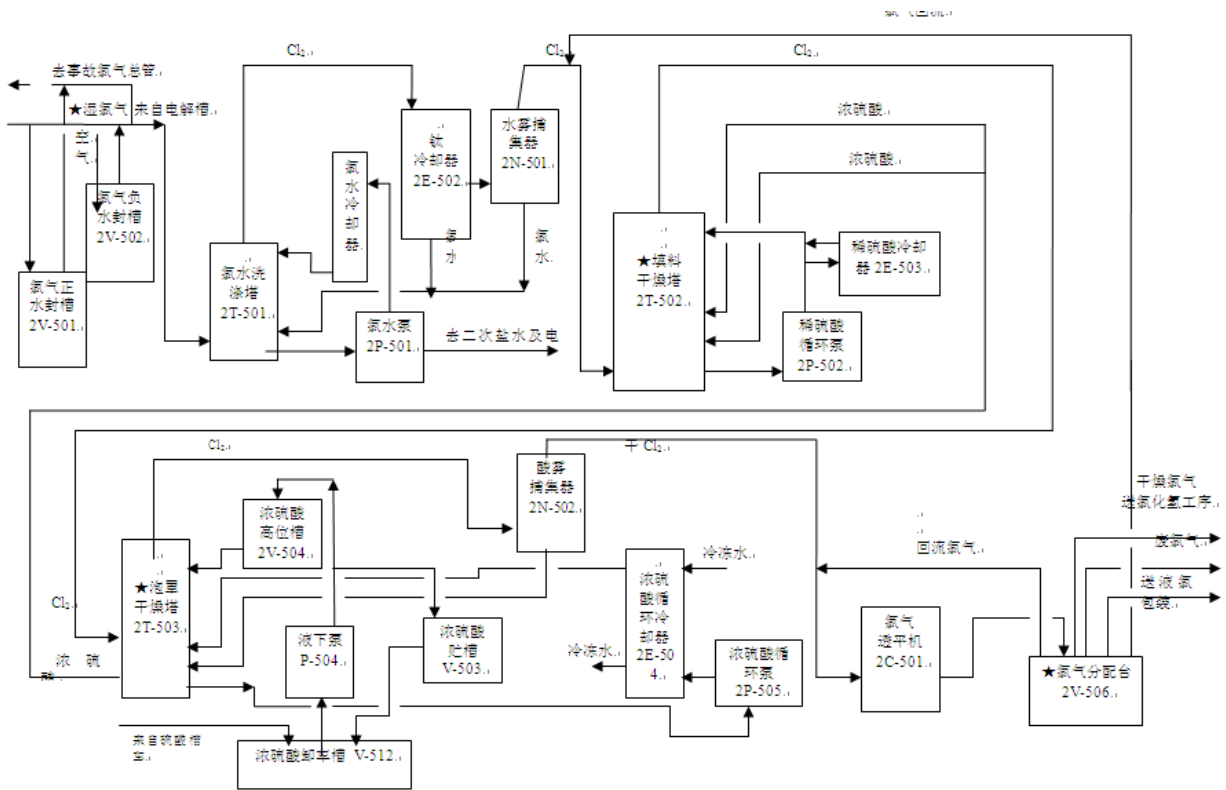 Cl₂
Cl₂
Cl₂
去事故氯气总管
★湿氯气 来自电解槽
空
气
氯气负
水封槽
2V-502
氯气正
水封槽
2V-501
氯水洗
涤塔
2T-501
氯
水
冷
却
器
钛
冷却器
2E-502
水雾捕
集器
2N-501
氯
水
氯
水
氯水泵
2P-501
去二次盐水及电
浓硫酸
浓硫酸
★填料
干燥塔
2T-502
稀硫酸冷却
器 2E-503
稀硫酸
循环泵
2P-502
Cl₂
干 Cl₂
酸雾
捕集器
2N-502
浓硫酸
高位槽
2V-504
★泡罩
干燥塔
2T-503
Cl₂
浓 硫
液下泵
P-504
浓硫酸
贮槽
V-503
浓硫
酸循
环冷
却器
2E-50
4
冷冻水
冷冻水
浓硫酸循
环泵
2P-505
回流氯气
氯气
透平机
2C-501
干燥氯气
送氯化氢工序
废氯气
送 液 氯
包装
★氯气分配台
2V-506
来自硫酸槽
浓硫酸卸车槽 V-512